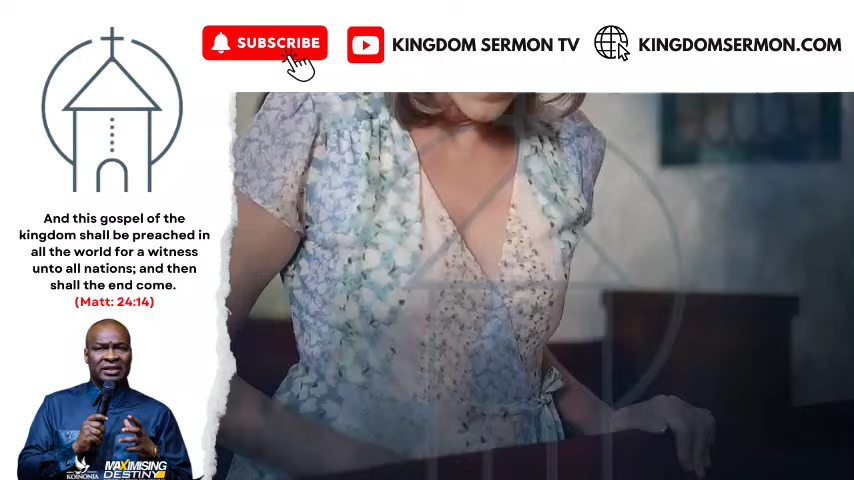 SUBSCRIBE
KINGDOM SERMON TV
KINGDOMSERMON.COM
And this gospel of the
kingdom shall be preached in
all the world for a witness
unto all nations; and then
shall the end come.
(Matt: 24:14)
KOINONIA
MAXIMISING
DESTINY